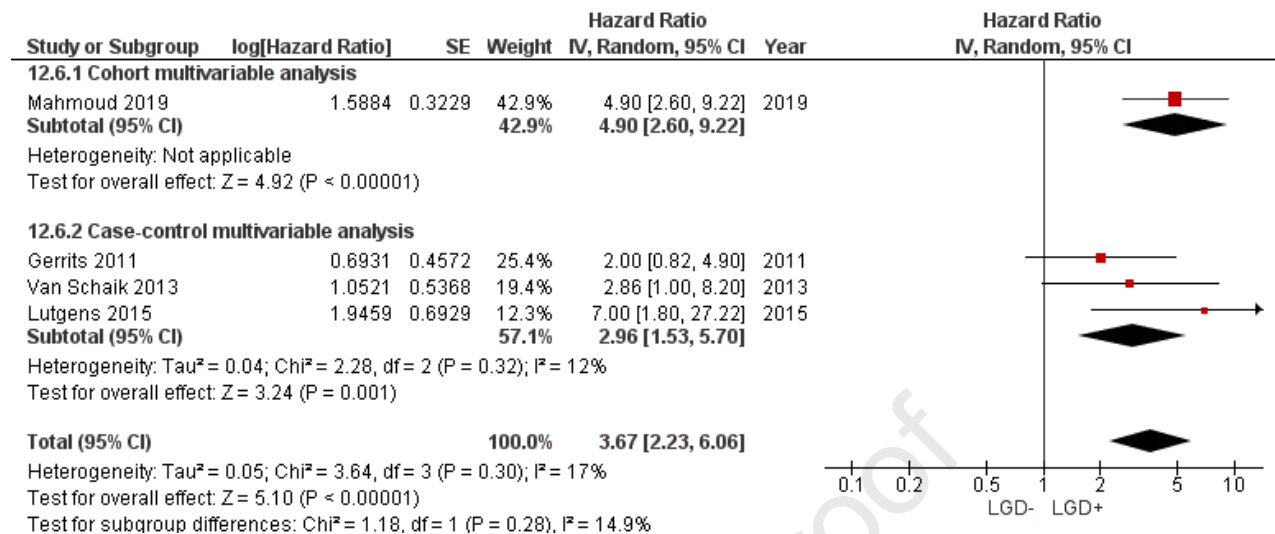 Hazard Ratio Hazard Ratio
Study or Subgroup log[Hazard Ratio] SE Weight IV, Random, 95% CI Year IV, Random, 95% CI
12.6.1 Cohort multivariable analysis
Mahmoud 2019 1.5884 0.3229 42.9% 4.90 [2.60, 9.22] 2019
Subtotal (95% CI) 42.9% 4.90 [2.60, 9.22]
Heterogeneity: Not applicable
Test for overall effect: Z = 4.92 (P < 0.00001)
12.6.2 Case-control multivariable analysis
Gerrits 2011 0.6931 0.4572 25.4% 2.00 [0.82, 4.90] 2011
Van Schaik 2013 1.0521 0.5368 19.4% 2.86 [1.00, 8.20] 2013
Lutgens 2015 1.9459 0.6929 12.3% 7.00 [1.80, 27.22] 2015
Subtotal (95% CI) 57.1% 2.96 [1.53, 5.70]
Heterogeneity: Tau² = 0.04; Chi² = 2.28, df = 2 (P = 0.32); I² = 12%
Test for overall effect: Z = 3.24 (P = 0.001)
Total (95% CI) 100.0% 3.67 [2.23, 6.06]
Heterogeneity: Tau² = 0.05; Chi² = 3.64, df = 3 (P = 0.30); I² = 17%
Test for overall effect: Z = 5.10 (P < 0.00001)
Test for subgroup differences: Chi² = 1.18, df = 1 (P = 0.28), I² = 14.9%
0.1 0.2 0.5 1 2 5 10
LGD- LGD+